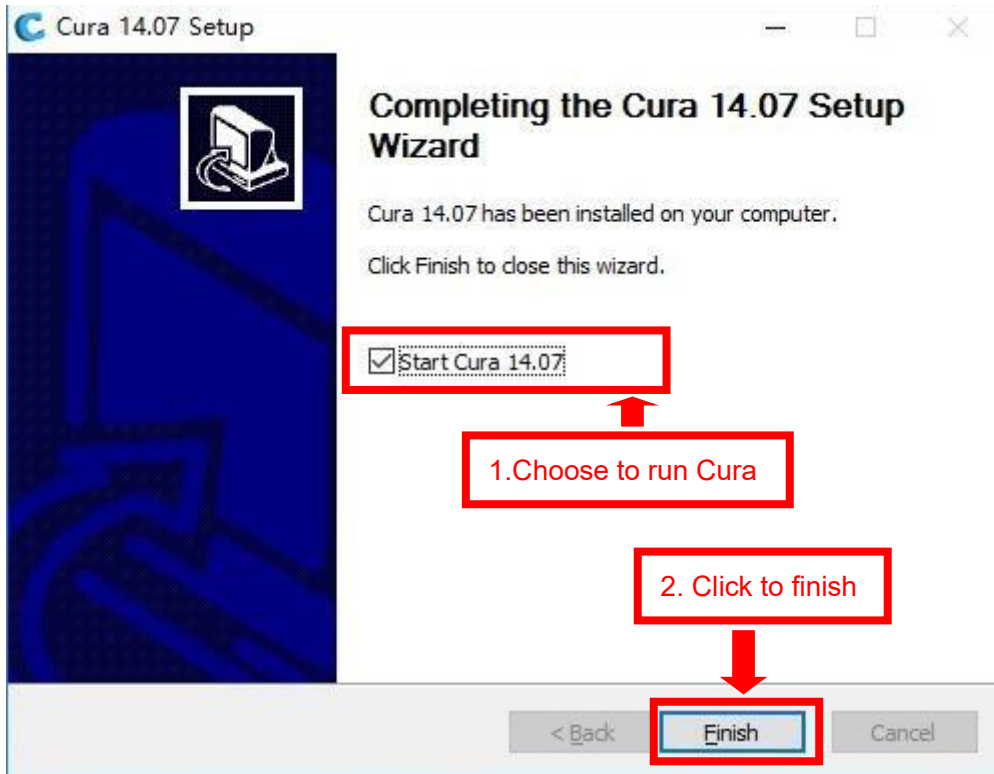 Cura 14.07 Setup
Completing the Cura 14.07 Setup
Wizard
Cura 14.07 has been installed on your computer.
Click Finish to close this wizard.
Start Cura 14.07
1.Choose to run Cura
2. Click to finish
< Back
Finish
Cancel